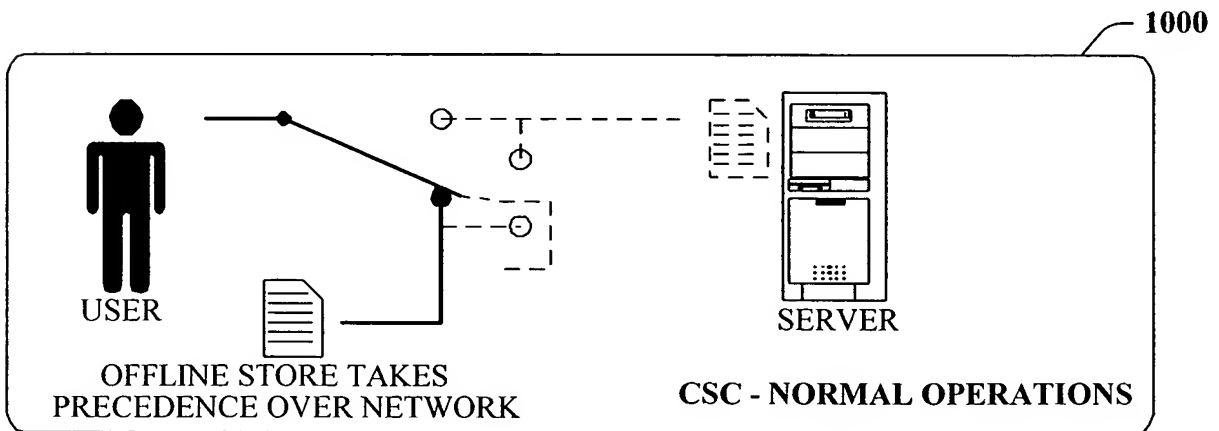 1000
USER
SERVER
OFFLINE STORE TAKES
PRECEDENCE OVER NETWORK
CSC - NORMAL OPERATIONS